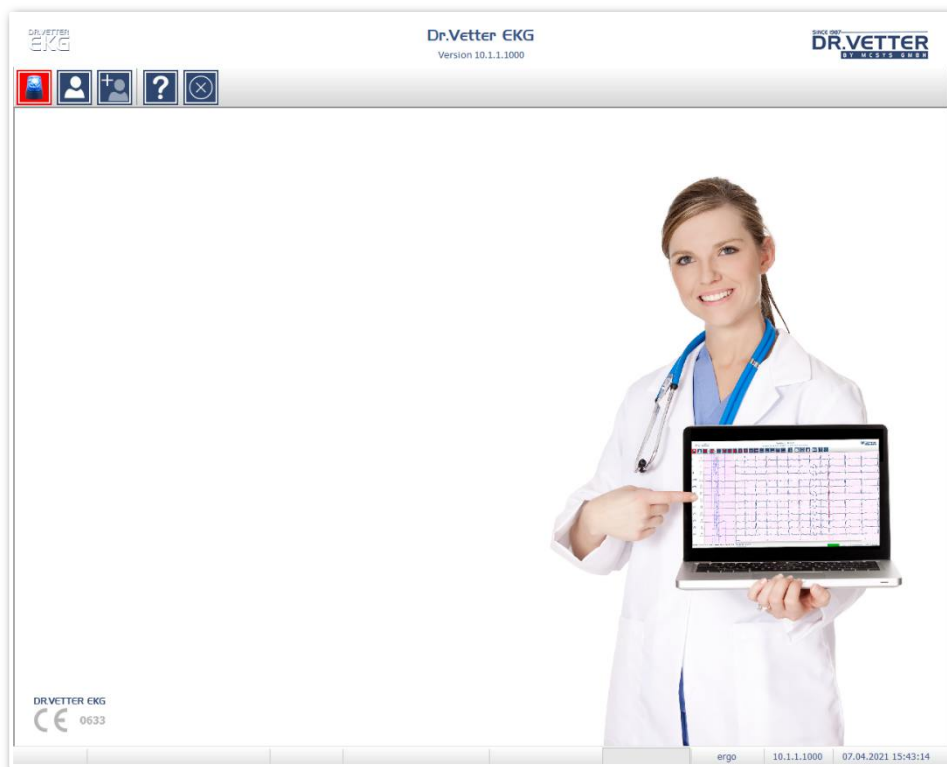 DR.VETTER
EKG
Dr.Vetter EKG
Version 10.1.1.1000
SINCE 1987
DR.VETTER
BY MCSYS GMBH
?
DR.VETTER EKG
CE 0633
ergo
10.1.1.1000
07.04.2021 15:43:14